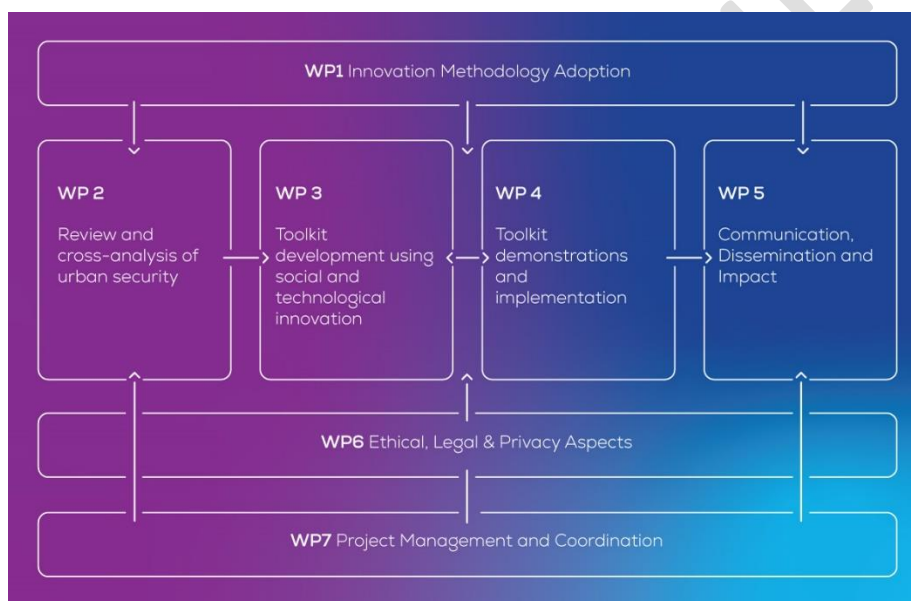 WP1 Innovation Methodology Adoption
WP 2
Review and
cross-analysis of
urban security
WP 3
Toolkit
development using
social and
technological
innovation
WP 4
Toolkit
demonstrations
and
implementation
WP 5
Communication,
Dissemination and
Impact
WP6 Ethical, Legal & Privacy Aspects
WP7 Project Management and Coordination